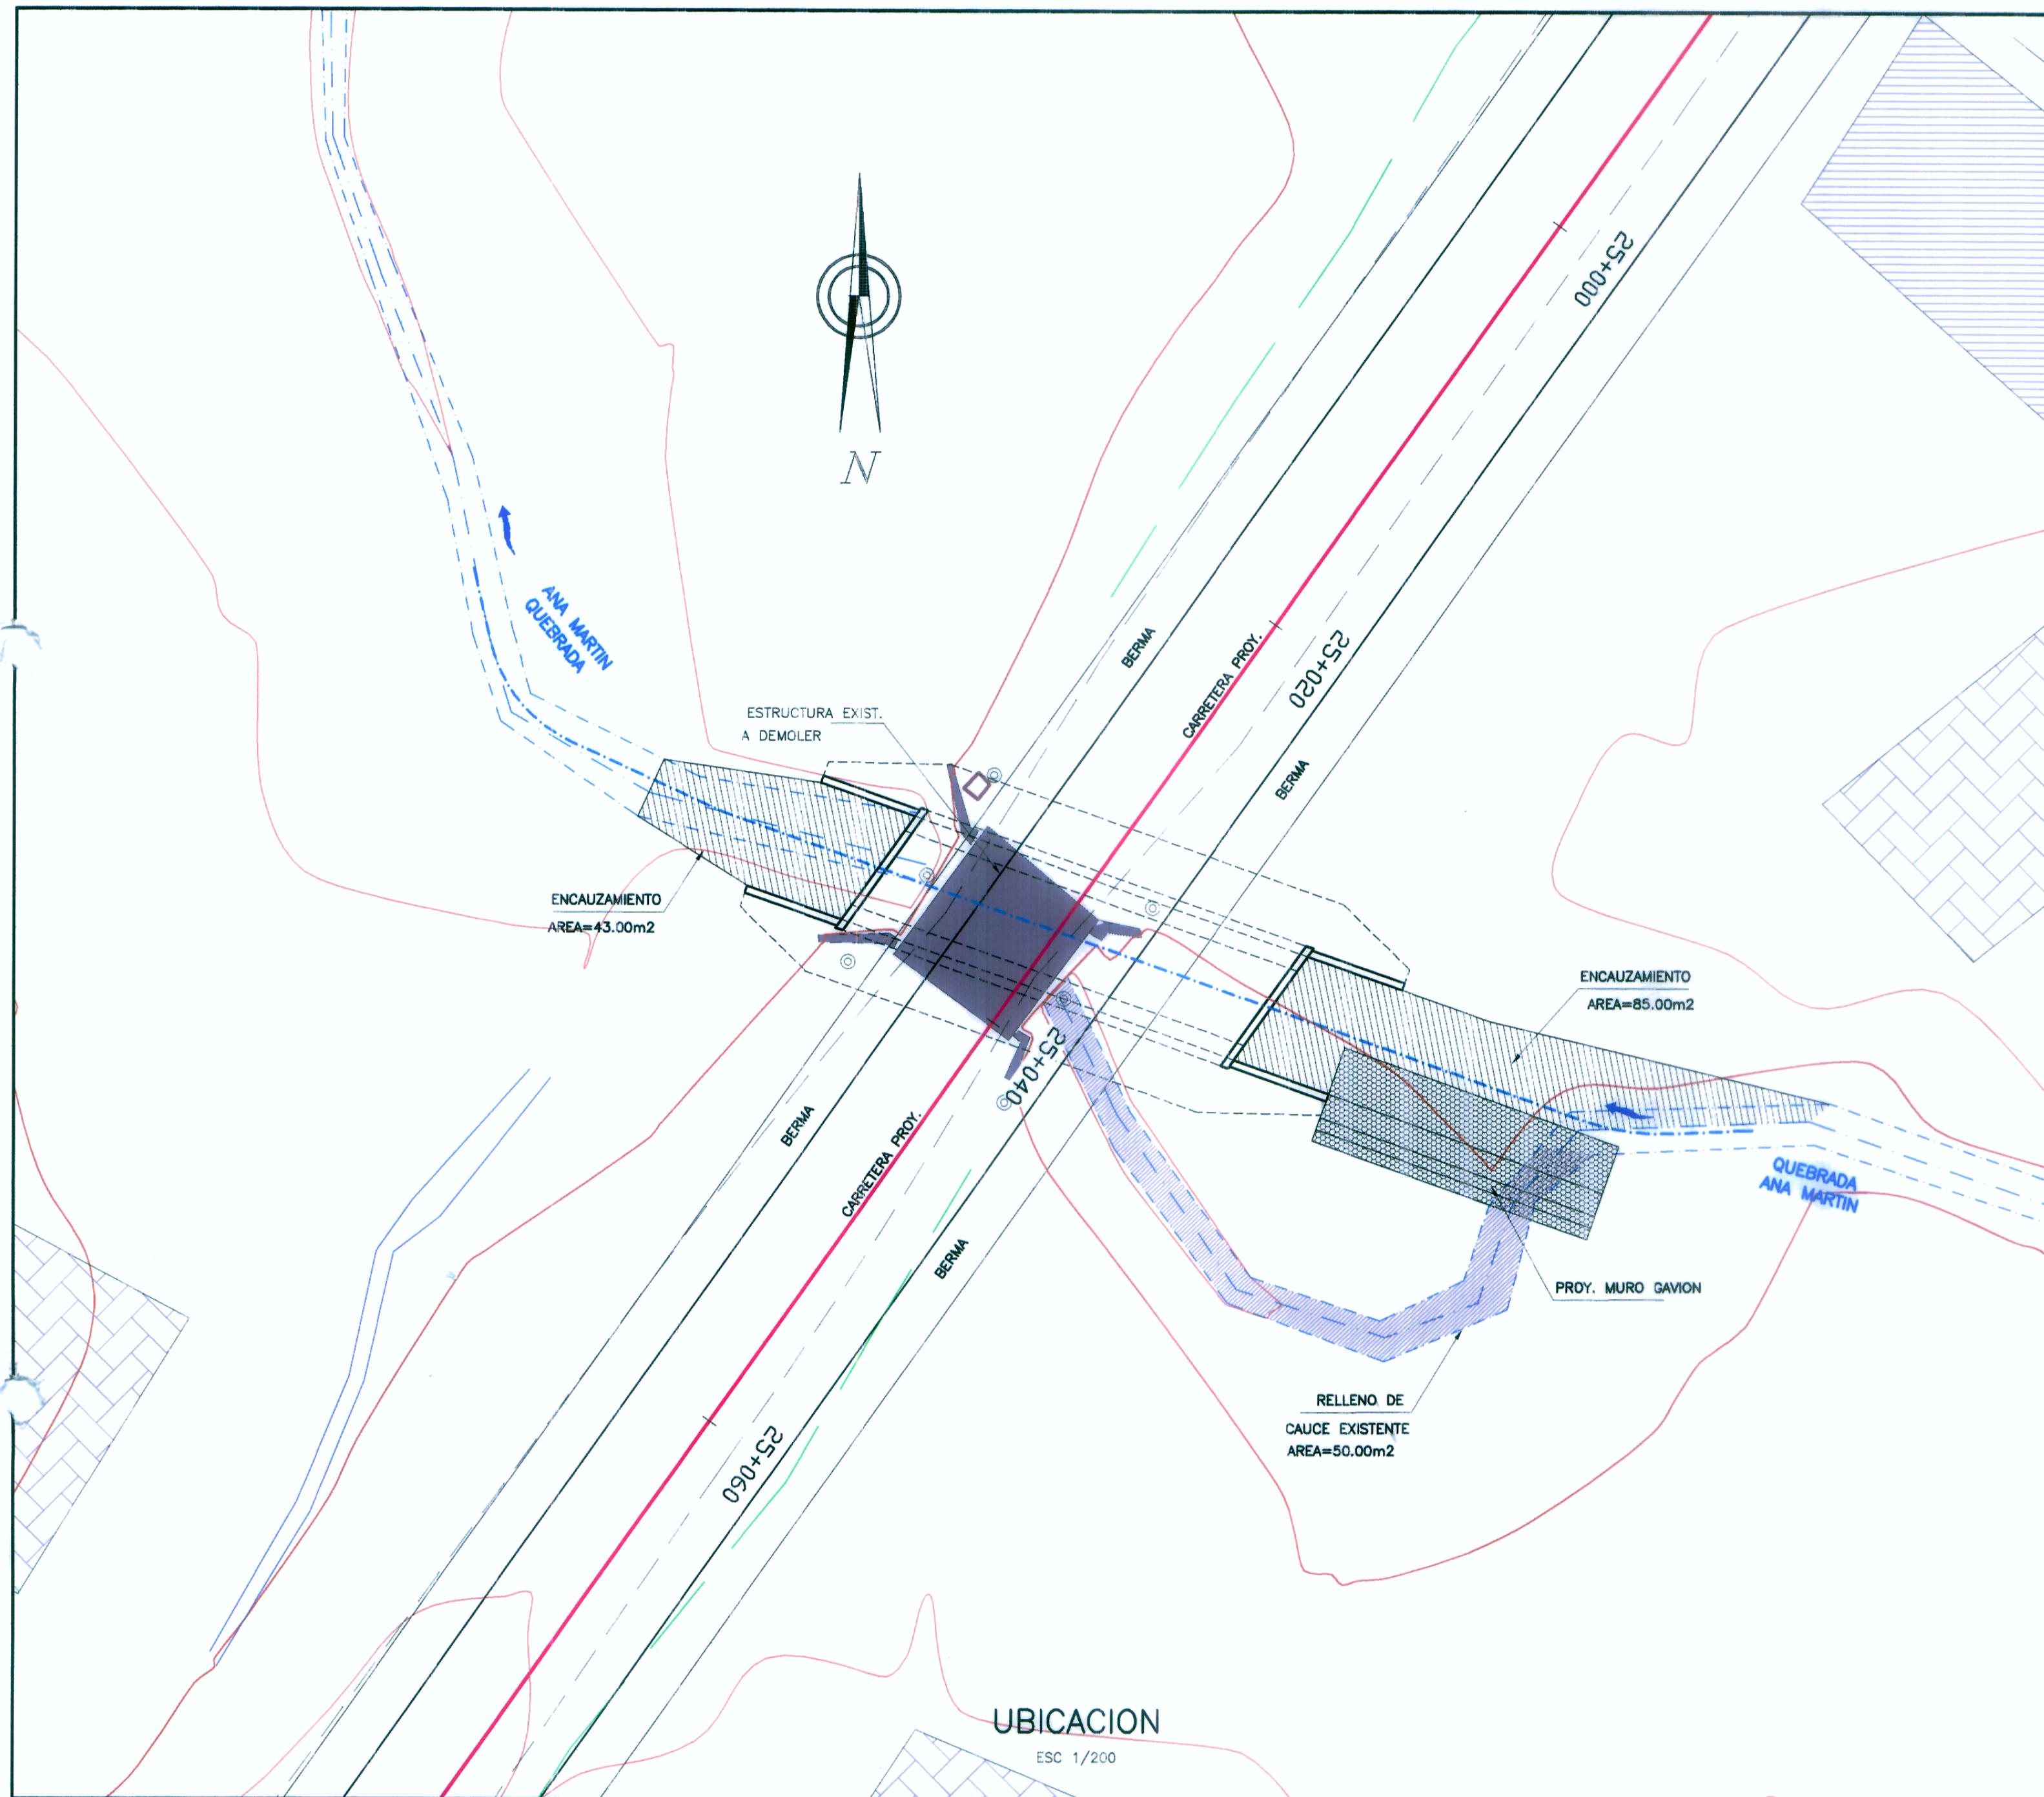 25+000
N
ANA MARTIN
QUEBRADA
BERMA
CARRETERA PROY.
25+020
ESTRUCTURA EXIST.
A DEMOLER
BERMA
ENCAUZAMIENTO
AREA=43.00m2
ENCAUZAMIENTO
AREA=85.00m2
25+040
BERMA
CARRETERA PROY.
QUEBRADA
ANA MARTIN
BERMA
PROY. MURO GAVION
RELLENO DE
CAUCE EXISTENTE
AREA=50.00m2
25+060
UBICACION
ESC 1/200